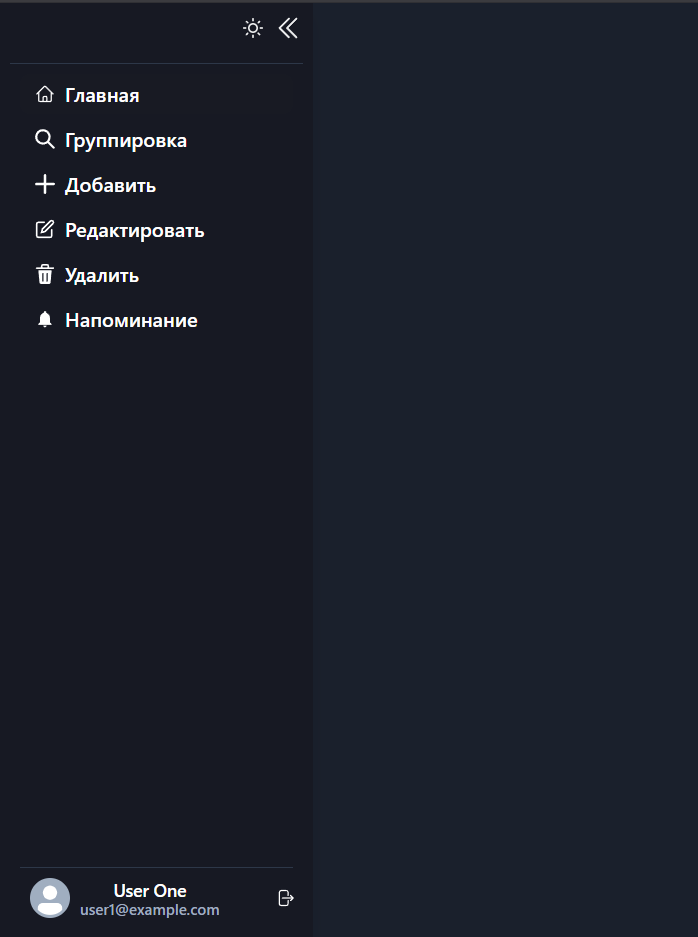 Главная
Группировка
Добавить
Редактировать
Удалить
Напоминание
User One
user1@example.com